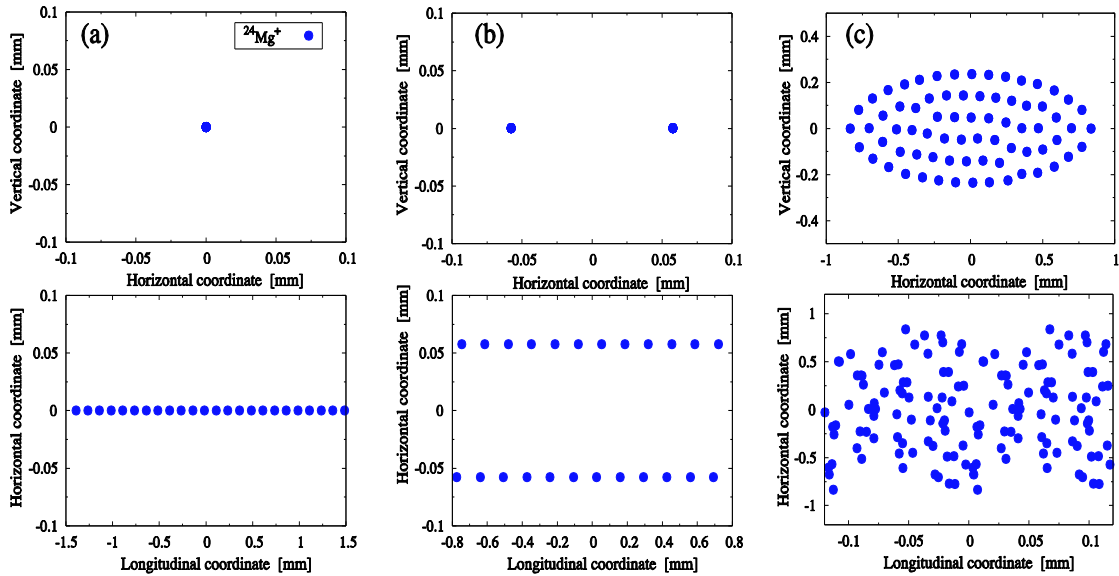 (a)
²⁴Mg⁺
0.1
0.05
0
-0.05
-0.1
Vertical coordinate [mm]
-0.1 -0.05 0 0.05 0.1
Horizontal coordinate [mm]
(b)
0.1
0.05
0
-0.05
-0.1
Vertical coordinate [mm]
-0.1 -0.05 0 0.05 0.1
Horizontal coordinate [mm]
(c)
0.4
0.2
0
-0.2
-0.4
Vertical coordinate [mm]
-1 -0.5 0 0.5 1
Horizontal coordinate [mm]
0.1
0.05
0
-0.05
-0.1
Horizontal coordinate [mm]
-1.5 -1 -0.5 0 0.5 1 1.5
Longitudinal coordinate [mm]
0.1
0.05
0
-0.05
-0.1
Horizontal coordinate [mm]
-0.8 -0.6 -0.4 -0.2 0 0.2 0.4 0.6 0.8
Longitudinal coordinate [mm]
1
0.5
0
-0.5
-1
Horizontal coordinate [mm]
-0.1 -0.05 0 0.05 0.1
Longitudinal coordinate [mm]